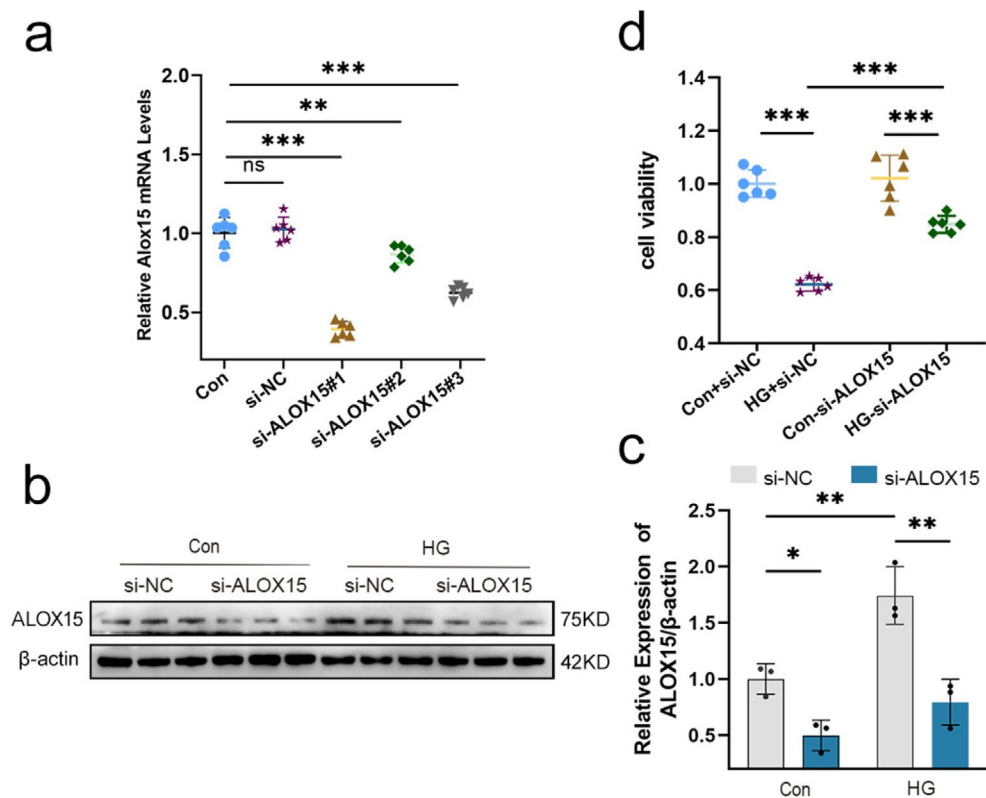 a
Relative Alox15 mRNA Levels
2.0
1.5
1.0
0.5
***
**
***
ns
Con
si-NC
si-ALOX15#1
si-ALOX15#2
si-ALOX15#3
d
cell viability
1.4
1.2
1.0
0.8
0.6
0.4
***
***
***
Con+si-NC
HG+si-NC
Con-si-ALOX15
HG-si-ALOX15
b
Con HG
si-NC si-ALOX15 si-NC si-ALOX15
ALOX15 75KD
β-actin 42KD
c
si-NC si-ALOX15
Relative Expression of
ALOX15/β-actin
2.5
2.0
1.5
1.0
0.5
**
**
*
Con HG